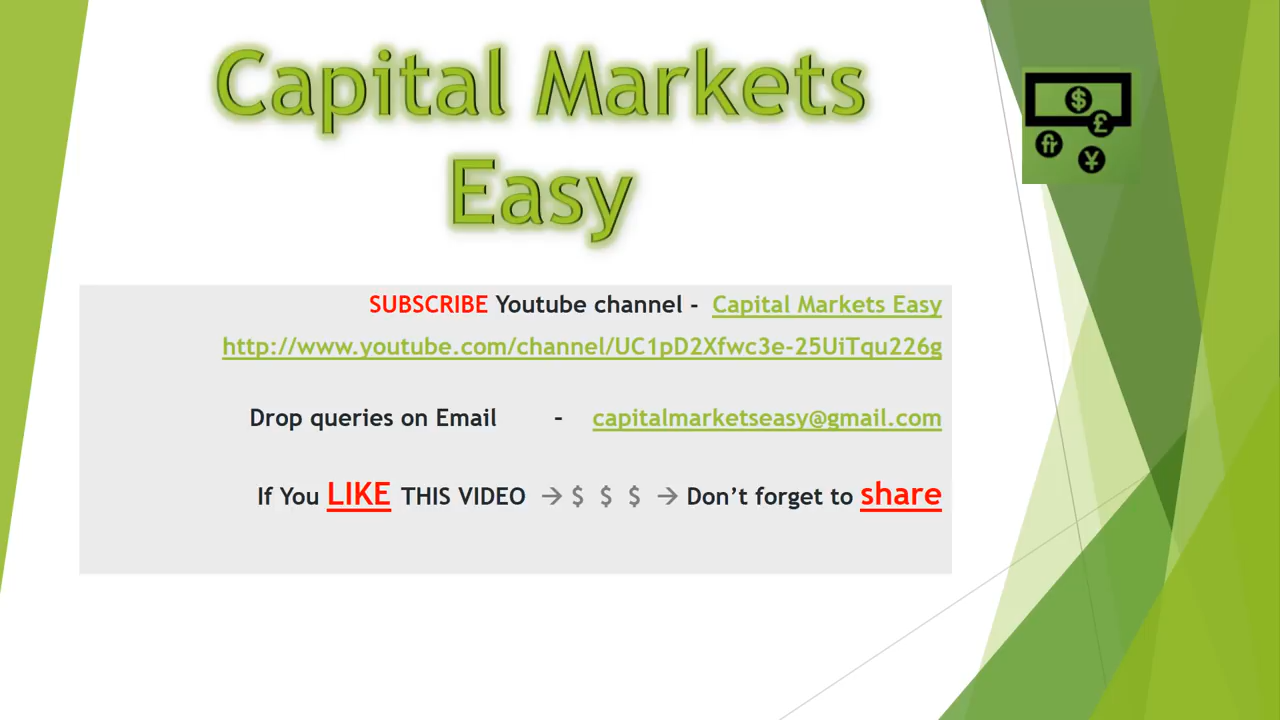 Capital Markets
Easy
$
£
fr
¥
SUBSCRIBE Youtube channel - Capital Markets Easy
http://www.youtube.com/channel/UC1pD2Xfwc3e-25UiTqu226g
Drop queries on Email - capitalmarketseasy@gmail.com
If You LIKE THIS VIDEO → $ $ $ → Don’t forget to share